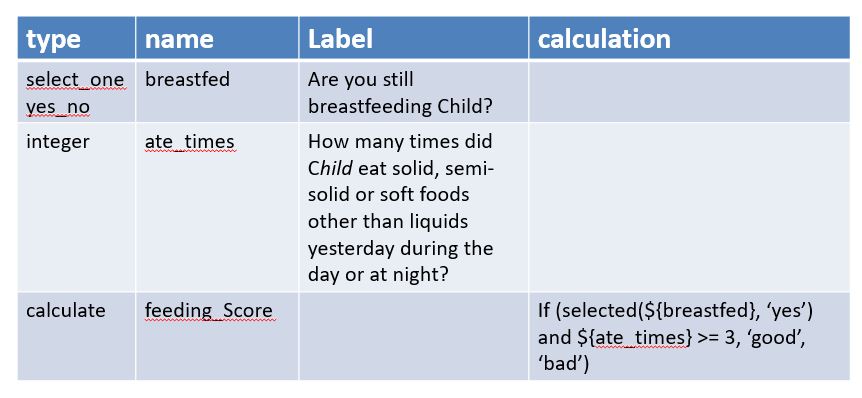 type name Label calculation
select_one breastfed Are you still
yes_no breastfeeding Child?
integer ate_times How many times did
Child eat solid, semi-
solid or soft foods
other than liquids
yesterday during the
day or at night?
calculate feeding_Score If (selected(${breastfed}, ‘yes’)
and ${ate_times} >= 3, ‘good’,
‘bad’)